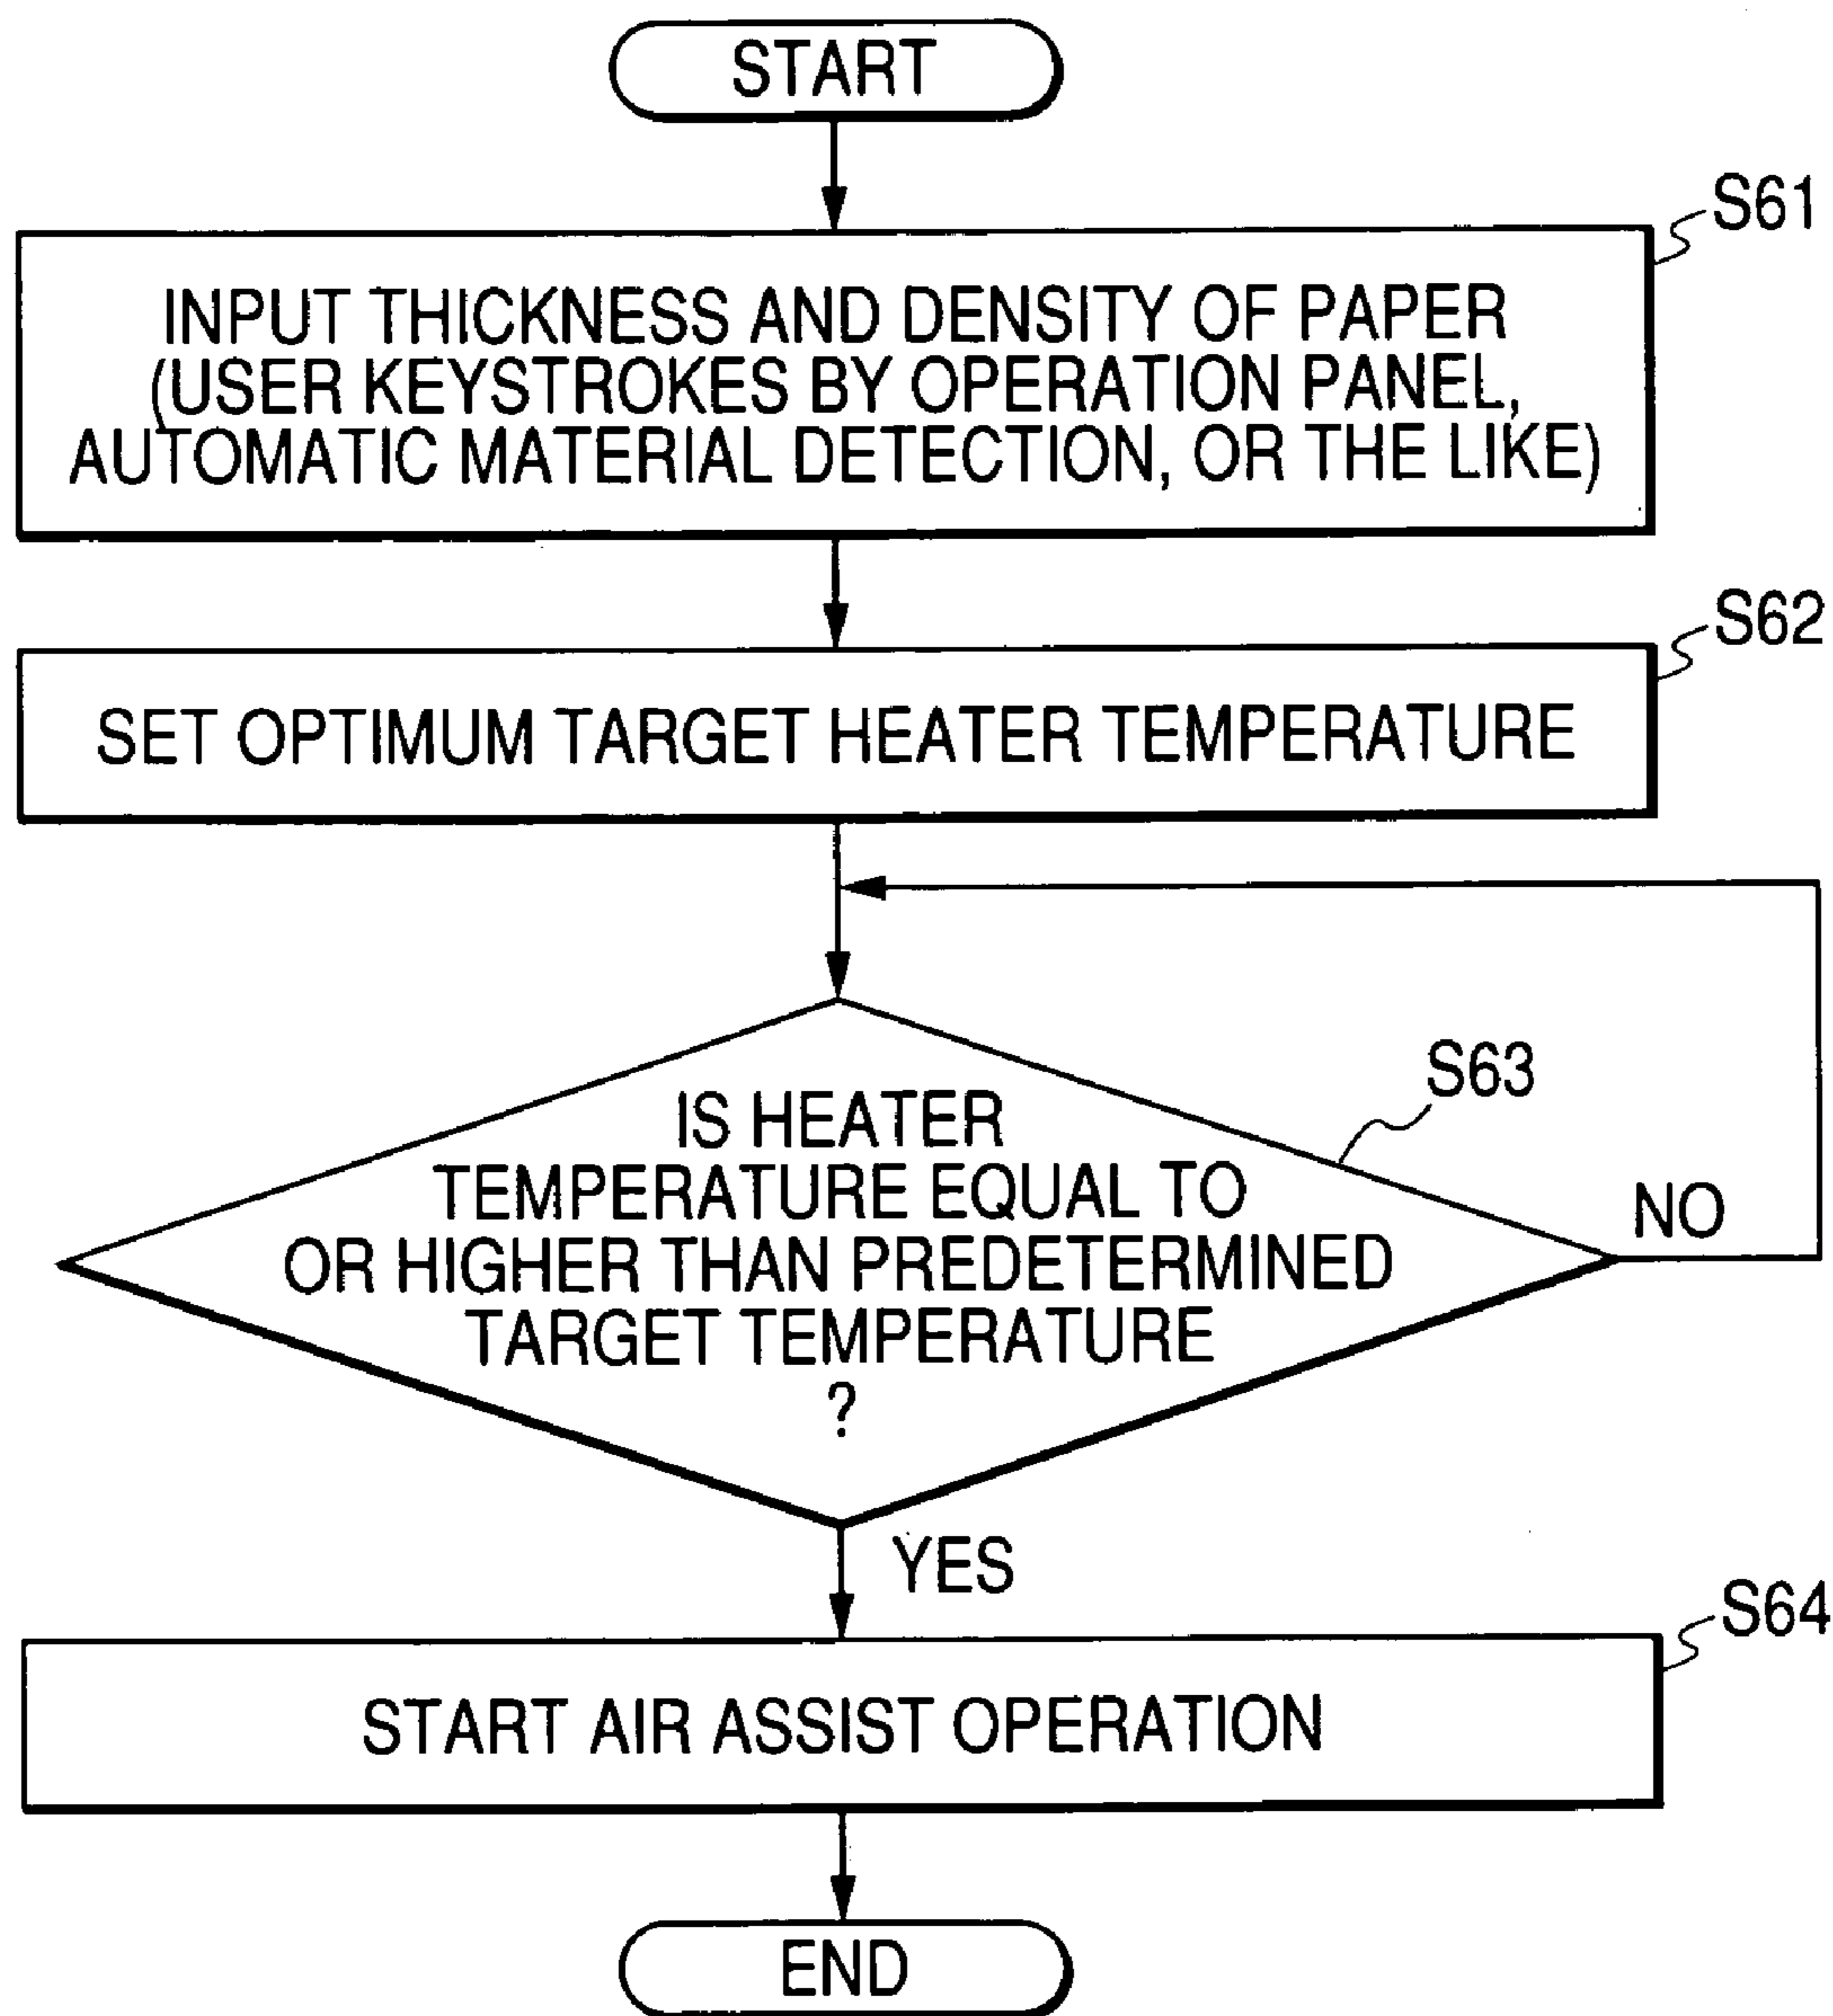 START
S61
INPUT THICKNESS AND DENSITY OF PAPER
(USER KEYSTROKES BY OPERATION PANEL,
AUTOMATIC MATERIAL DETECTION, OR THE LIKE)
S62
SET OPTIMUM TARGET HEATER TEMPERATURE
S63
IS HEATER
TEMPERATURE EQUAL TO
OR HIGHER THAN PREDETERMINED
TARGET TEMPERATURE
?
NO
YES
S64
START AIR ASSIST OPERATION
END